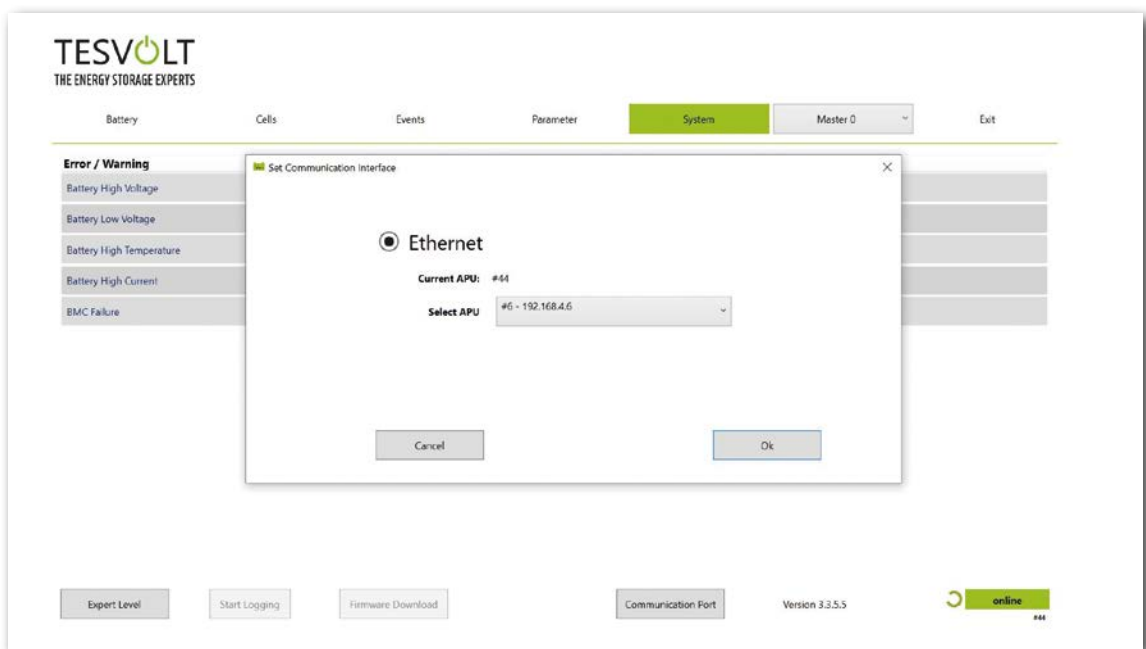 TESVOLT
THE ENERGY STORAGE EXPERTS
Battery Cells Events Parameter System Master 0 Exit
Error / Warning
Set Communication Interface
Battery High Voltage
Battery Low Voltage
Ethernet
Battery High Temperature
Current APU: #44
Battery High Current
Select APU #6 - 192.168.4.6
BMC Failure
Cancel Ok
Expert Level Start Logging Firmware Download Communication Port Version 3.3.5.5 online
#44